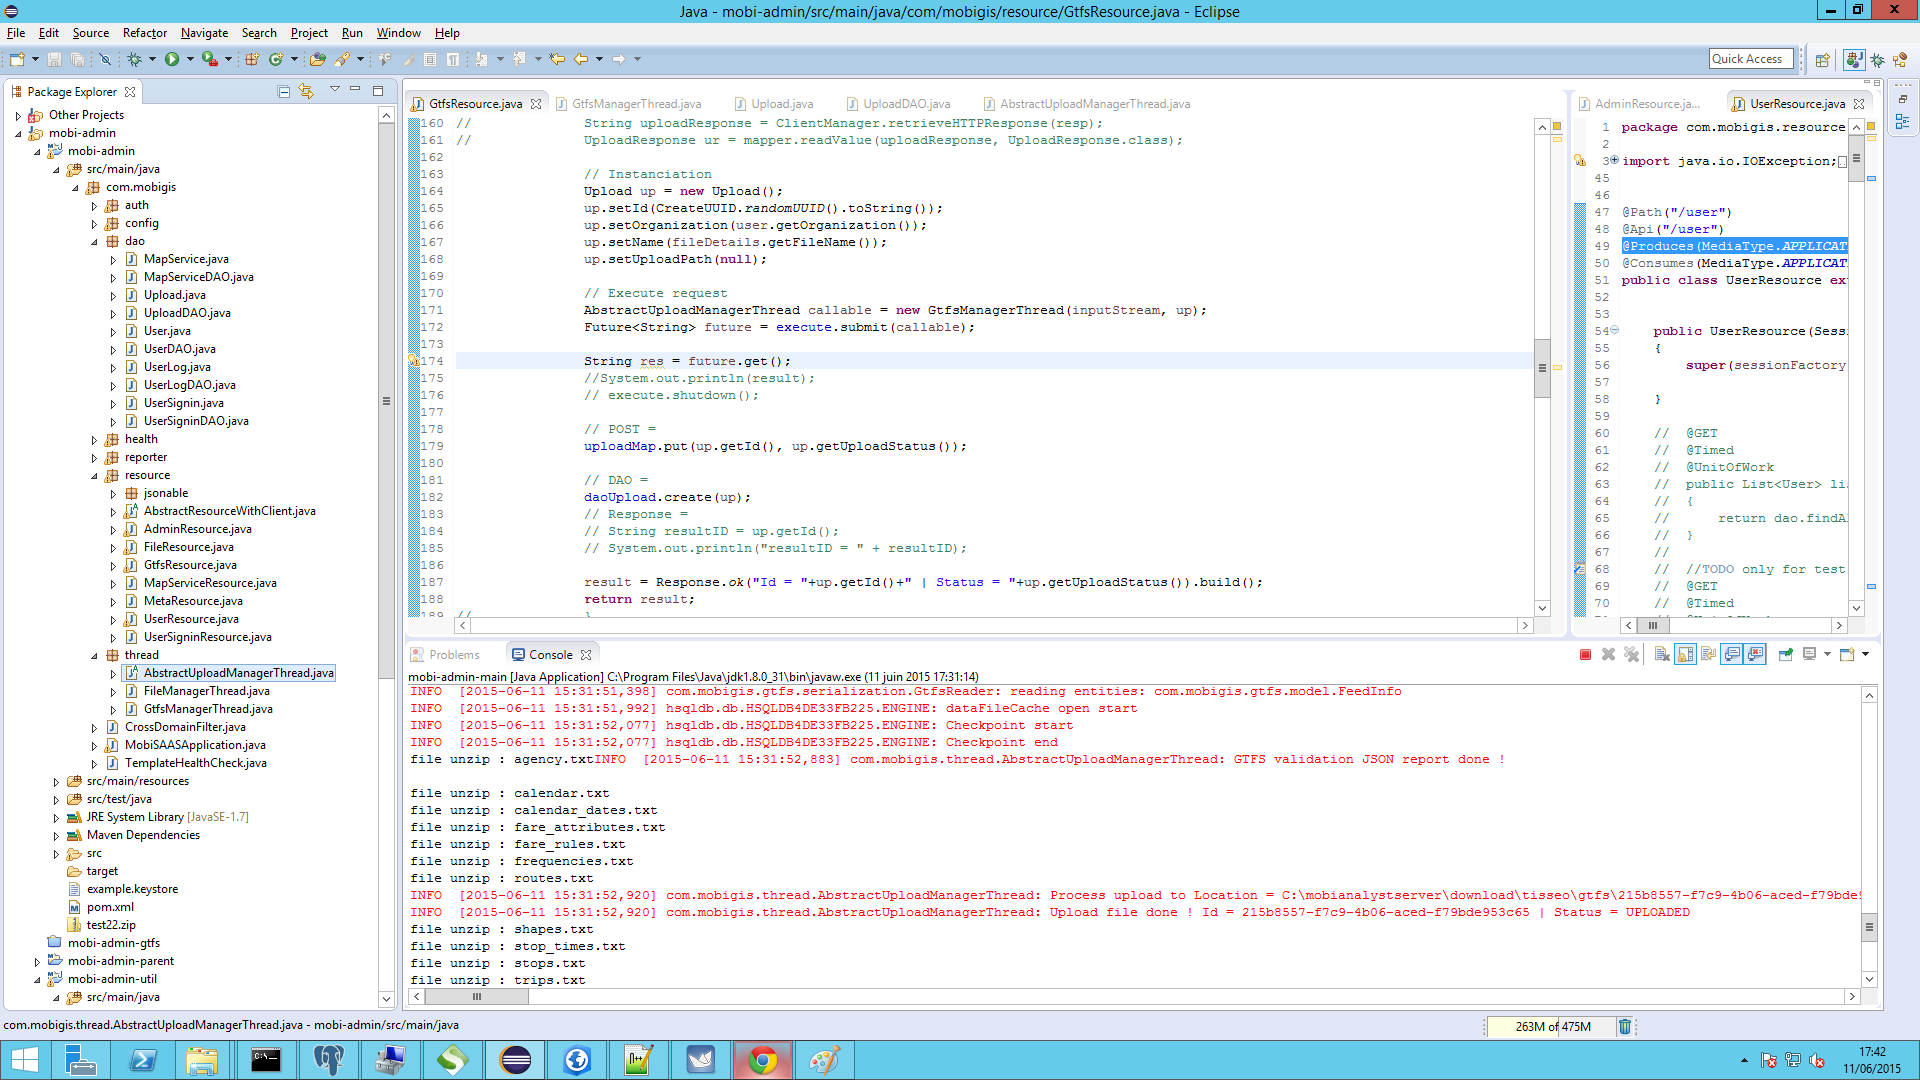 Java - mobi-admin/src/main/java/com/mobigis/resource/GtfsResource.java - Eclipse
File Edit Source Refactor Navigate Search Project Run Window Help
Quick Access
Package Explorer
Other Projects
mobi-admin
mobi-admin
src/main/java
com.mobigis
auth
config
dao
MapService.java
MapServiceDAO.java
Upload.java
UploadDAO.java
User.java
UserDAO.java
UserLog.java
UserLogDAO.java
UserSignin.java
UserSigninDAO.java
health
reporter
resource
jsonable
AbstractResourceWithClient.java
AdminResource.java
FileResource.java
GtfsResource.java
MapServiceResource.java
MetaResource.java
UserResource.java
UserSigninResource.java
thread
AbstractUploadManagerThread.java
FileManagerThread.java
GtfsManagerThread.java
CrossDomainFilter.java
MobiSAASApplication.java
TemplateHealthCheck.java
src/main/resources
src/test/java
JRE System Library [JavaSE-1.7]
Maven Dependencies
src
target
example.keystore
pom.xml
test22.zip
mobi-admin-gtfs
mobi-admin-parent
mobi-admin-util
src/main/java
GtfsResource.java GtfsManagerThread.java Upload.java UploadDAO.java AbstractUploadManagerThread.java
160 // String uploadResponse = ClientManager.retrieveHTTPResponse(resp);
161 // UploadResponse ur = mapper.readValue(uploadResponse, UploadResponse.class);
162
163 // Instanciation
164 Upload up = new Upload();
165 up.setId(CreateUUID.randomUUID().toString());
166 up.setOrganization(user.getOrganization());
167 up.setName(fileDetails.getFileName());
168 up.setUploadPath(null);
169
170 // Execute request
171 AbstractUploadManagerThread callable = new GtfsManagerThread(inputStream, up);
172 Future<String> future = execute.submit(callable);
173
174 String res = future.get();
175 //System.out.println(result);
176 // execute.shutdown();
177
178 // POST =
179 uploadMap.put(up.getId(), up.getUploadStatus());
180
181 // DAO =
182 daoUpload.create(up);
183 // Response =
184 // String resultID = up.getId();
185 // System.out.println("resultID = " + resultID);
186
187 result = Response.ok("Id = "+up.getId()+" | Status = "+up.getUploadStatus()).build();
188 return result;
189 // }
AdminResource.ja... UserResource.java
1 package com.mobigis.resource
2
3 import java.io.IOException;
45
46
47 @Path("/user")
48 @Api("/user")
49 @Produces(MediaType.APPLICAT
50 @Consumes(MediaType.APPLICAT
51 public class UserResource ex
52
53
54 public UserResource(Sess
55 {
56 super(sessionFactory
57
58 }
59
60 // @GET
61 // @Timed
62 // @UnitOfWork
63 // public List<User> li
64 // {
65 // return dao.findA
66 // }
67 //
68 // //TODO only for test
69 // @GET
70 // @Timed
Problems Console
mobi-admin-main [Java Application] C:\Program Files\Java\jdk1.8.0_31\bin\javaw.exe (11 juin 2015 17:31:14)
INFO [2015-06-11 15:31:51,398] com.mobigis.gtfs.serialization.GtfsReader: reading entities: com.mobigis.gtfs.model.FeedInfo
INFO [2015-06-11 15:31:51,992] hsqldb.db.HSQLDB4DE33FB225.ENGINE: dataFileCache open start
INFO [2015-06-11 15:31:52,077] hsqldb.db.HSQLDB4DE33FB225.ENGINE: Checkpoint start
INFO [2015-06-11 15:31:52,077] hsqldb.db.HSQLDB4DE33FB225.ENGINE: Checkpoint end
file unzip : agency.txtINFO [2015-06-11 15:31:52,883] com.mobigis.thread.AbstractUploadManagerThread: GTFS validation JSON report done !
file unzip : calendar.txt
file unzip : calendar_dates.txt
file unzip : fare_attributes.txt
file unzip : fare_rules.txt
file unzip : frequencies.txt
file unzip : routes.txt
INFO [2015-06-11 15:31:52,920] com.mobigis.thread.AbstractUploadManagerThread: Process upload to Location = C:\mobianalystserver\download\tisseo\gtfs\215b8557-f7c9-4b06-aced-f79bde9
INFO [2015-06-11 15:31:52,920] com.mobigis.thread.AbstractUploadManagerThread: Upload file done ! Id = 215b8557-f7c9-4b06-aced-f79bde953c65 | Status = UPLOADED
file unzip : shapes.txt
file unzip : stop_times.txt
file unzip : stops.txt
file unzip : trips.txt
com.mobigis.thread.AbstractUploadManagerThread.java - mobi-admin/src/main/java
263M of 475M
17:42
11/06/2015